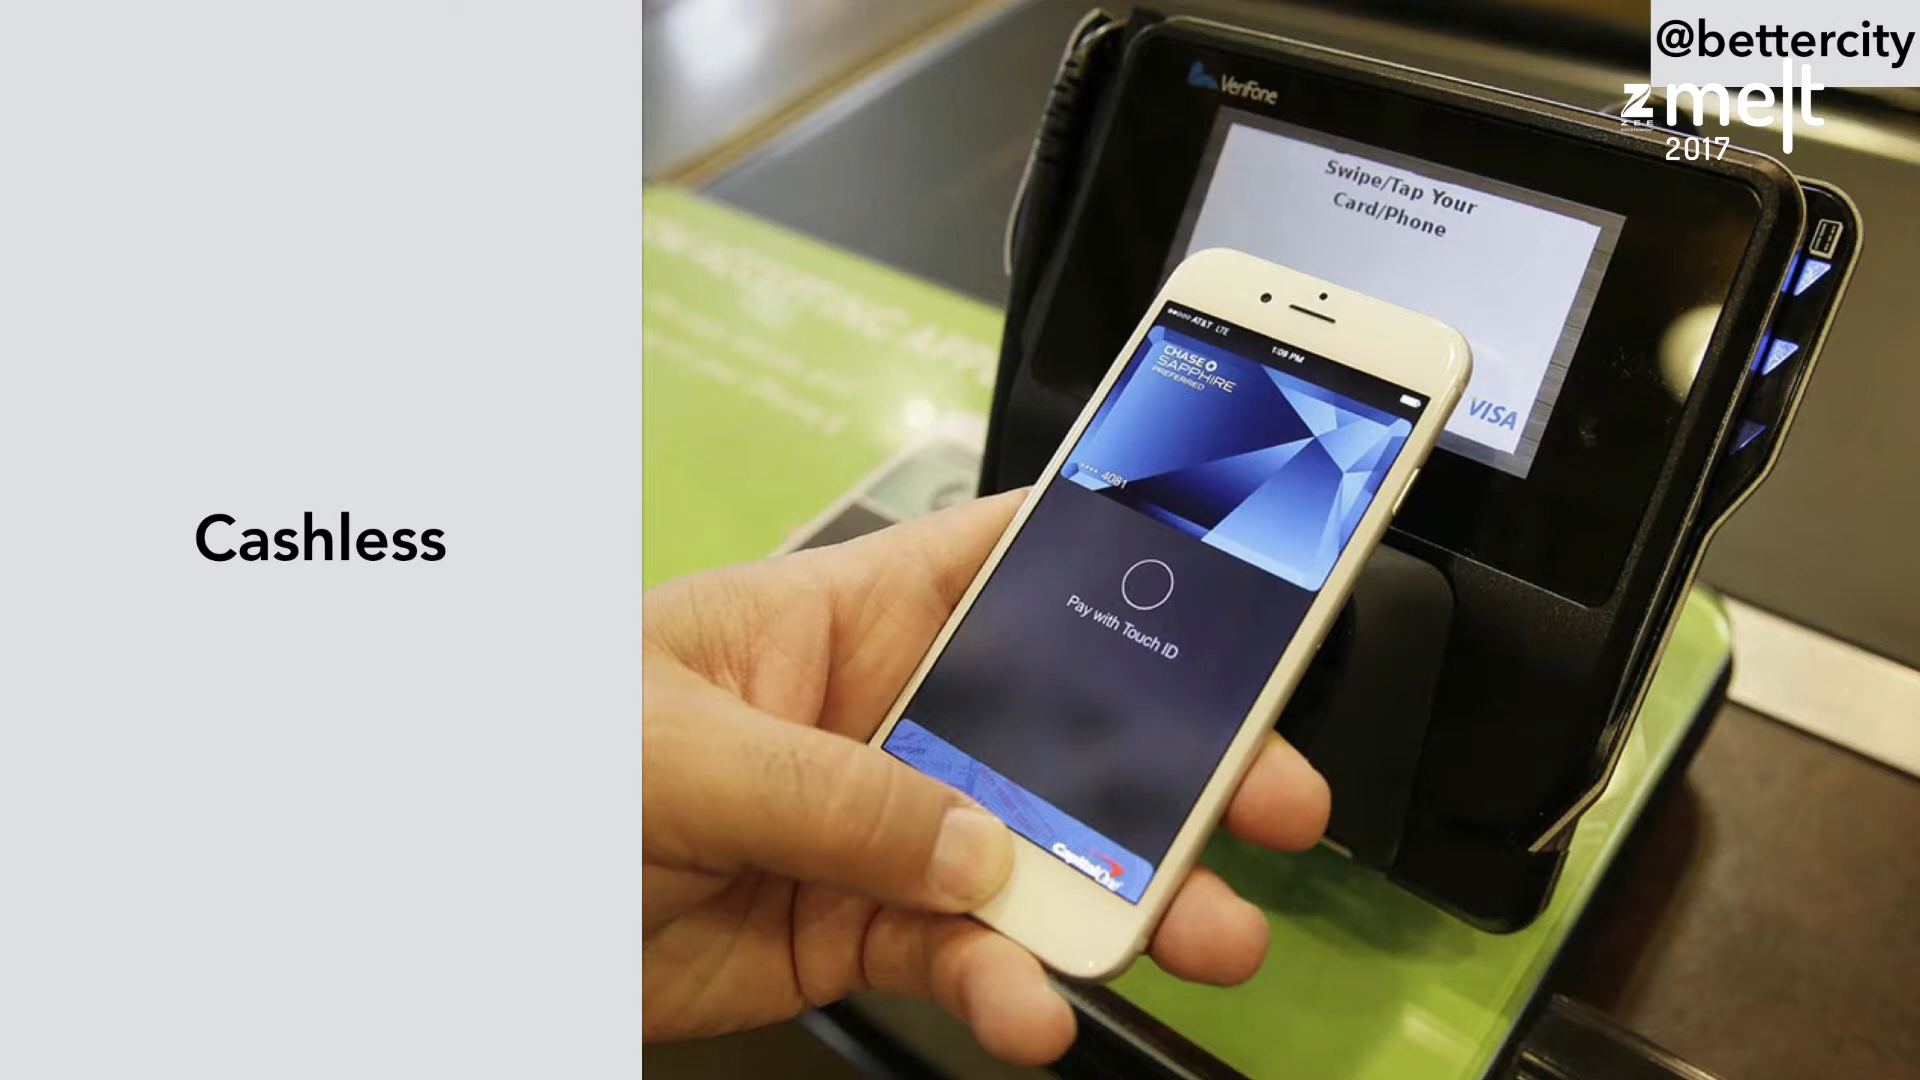 @bettercity
Z melt
ZEE
2017
Cashless
VeriFone
Swipe/Tap Your
Card/Phone
VISA
AT&T LTE
1:09 PM
CHASE
SAPPHIRE
PREFERRED
•••• 4081
Pay with Touch ID
CapitalOne